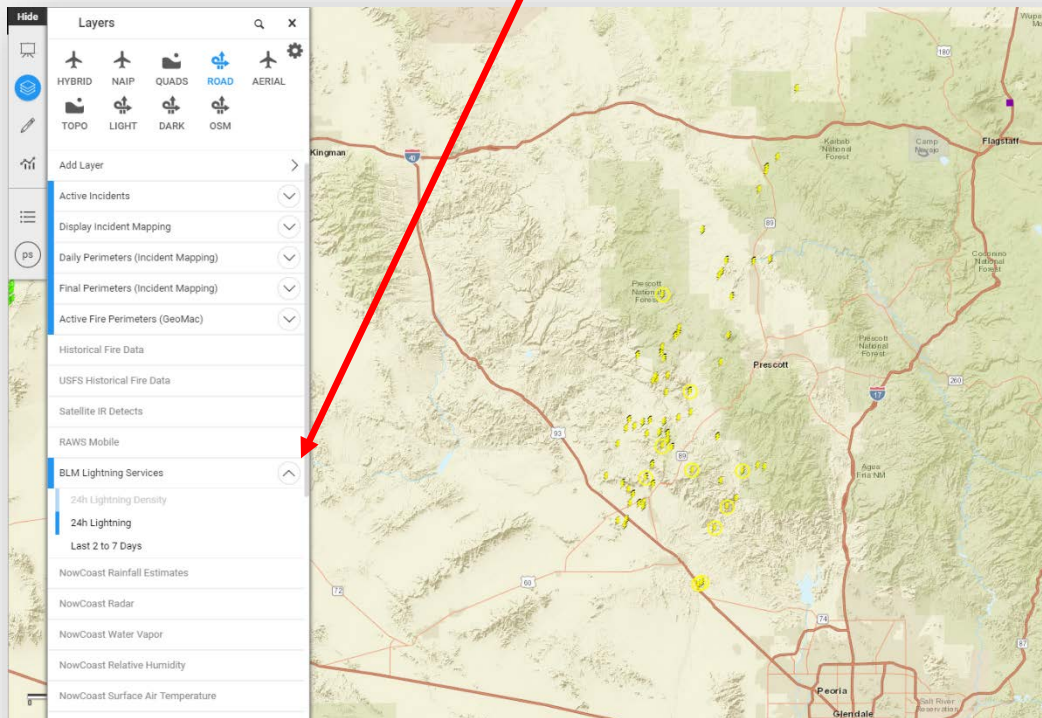 Hide
Layers
HYBRID NAIP QUADS ROAD AERIAL
TOPO LIGHT DARK OSM
Add Layer
Active Incidents
Display Incident Mapping
Daily Perimeters (Incident Mapping)
Final Perimeters (Incident Mapping)
Active Fire Perimeters (GeoMac)
Historical Fire Data
USFS Historical Fire Data
Satellite IR Detects
RAWS Mobile
BLM Lightning Services
24h Lightning Density
24h Lightning
Last 2 to 7 Days
NowCoast Rainfall Estimates
NowCoast Radar
NowCoast Water Vapor
NowCoast Relative Humidity
NowCoast Surface Air Temperature
ps
180
Kingman
40
Kaibab
National
Forest
Camp
Navajo
Flagstaff
89
Coconino
National
Forest
Prescott
National
Forest
Prescott
Prescott
National
Forest
260
17
93
89
Agua
Fria NM
72
60
74
87
Peoria
Salt River
Reservation
Glendale